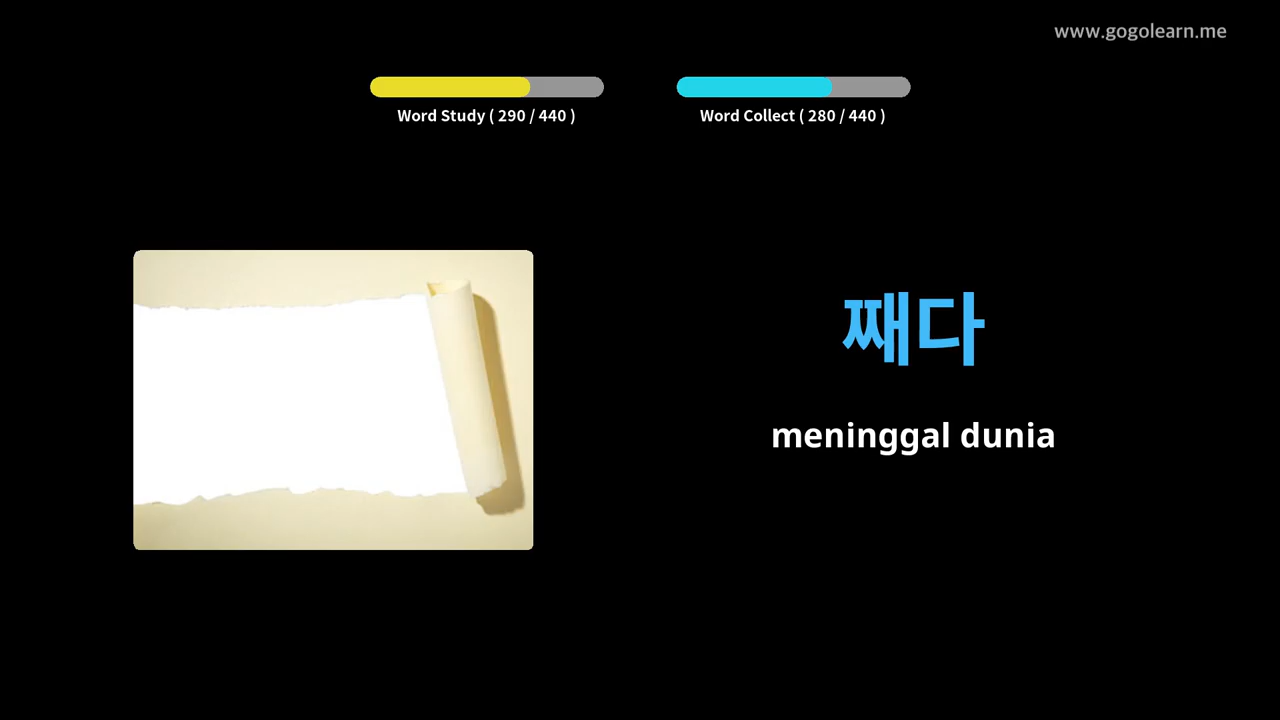 www.gogolearn.me
Word Study ( 290 / 440 )
Word Collect ( 280 / 440 )
째다
meninggal dunia